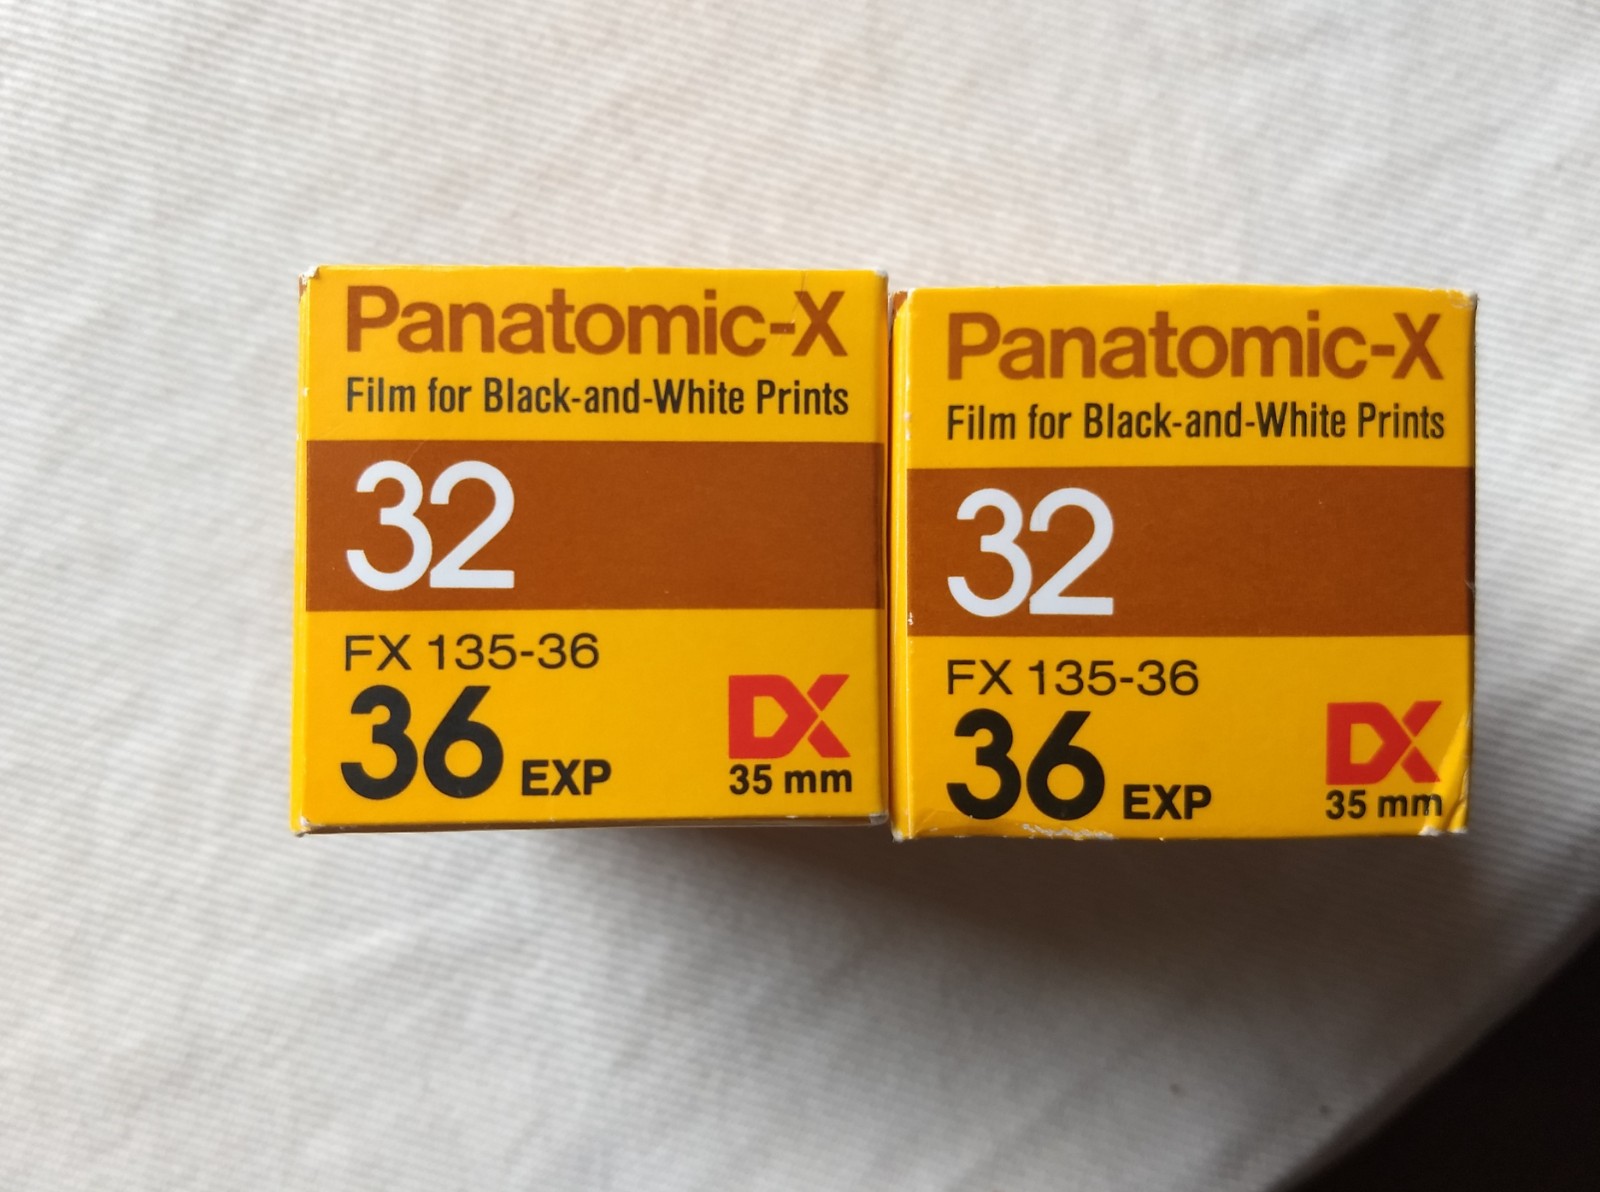 Panatomic-X
Film for Black-and-White Prints
32
FX 135-36
36 EXP
DX
35 mm
Panatomic-X
Film for Black-and-White Prints
32
FX 135-36
36 EXP
DX
35 mm